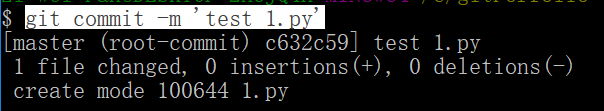 $ git commit -m 'test 1.py'
[master (root-commit) c632c59] test 1.py
1 file changed, 0 insertions(+), 0 deletions(-)
create mode 100644 1.py